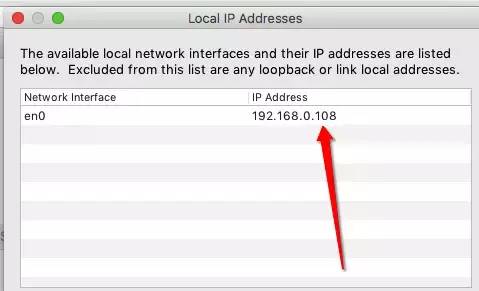 Local IP Addresses
The available local network interfaces and their IP addresses are listed
below.  Excluded from this list are any loopback or link local addresses.
Network Interface IP Address
en0 192.168.0.108